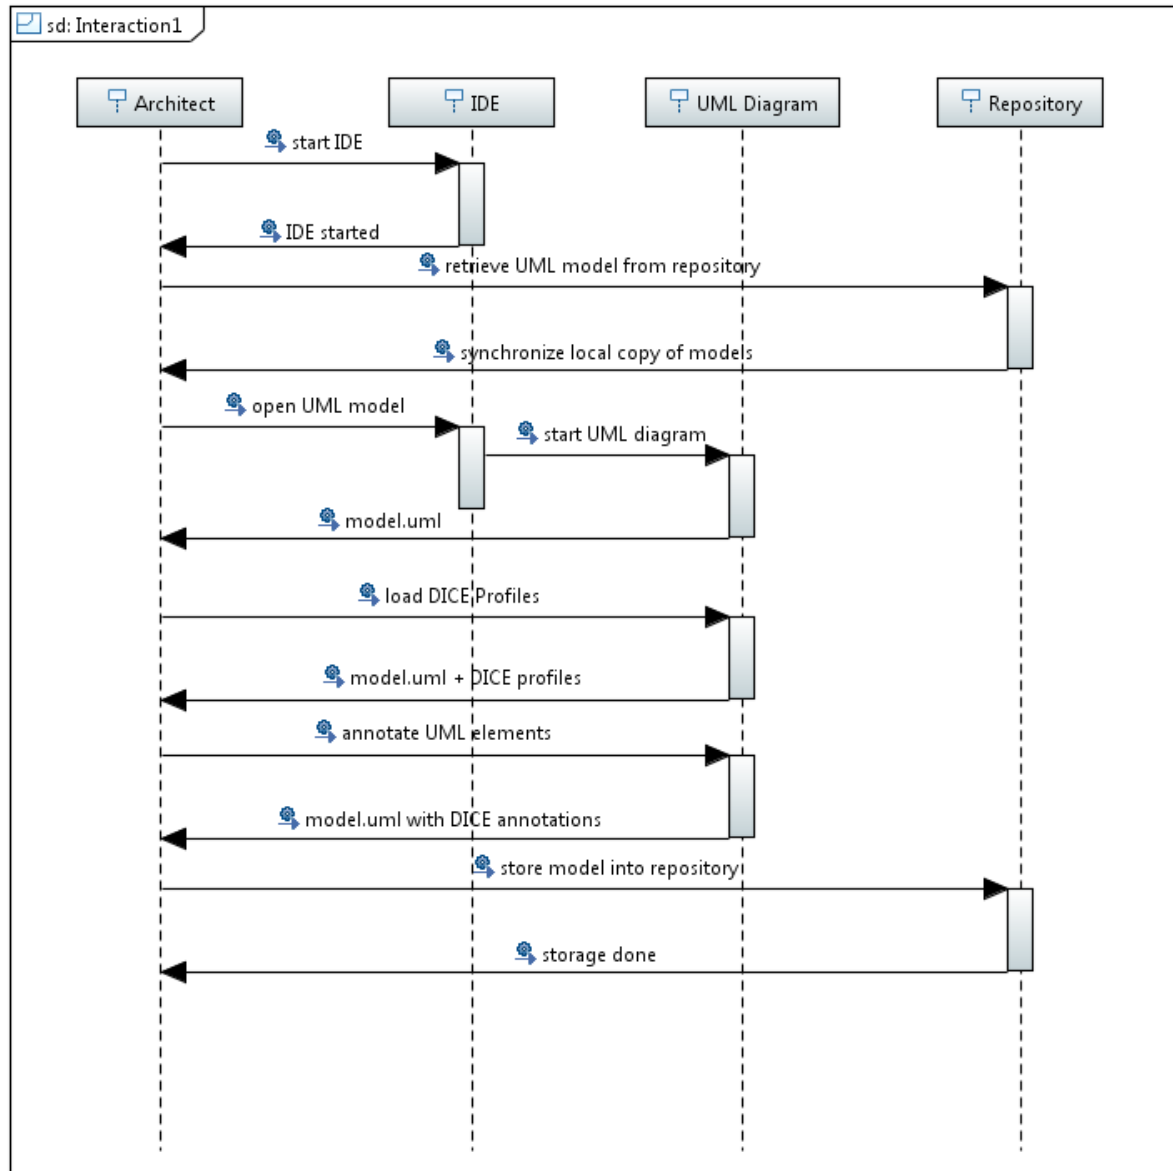 sd: Interaction1
Architect
IDE
UML Diagram
Repository
start IDE
IDE started
retrieve UML model from repository
synchronize local copy of models
open UML model
start UML diagram
model.uml
load DICE Profiles
model.uml + DICE profiles
annotate UML elements
model.uml with DICE annotations
store model into repository
storage done